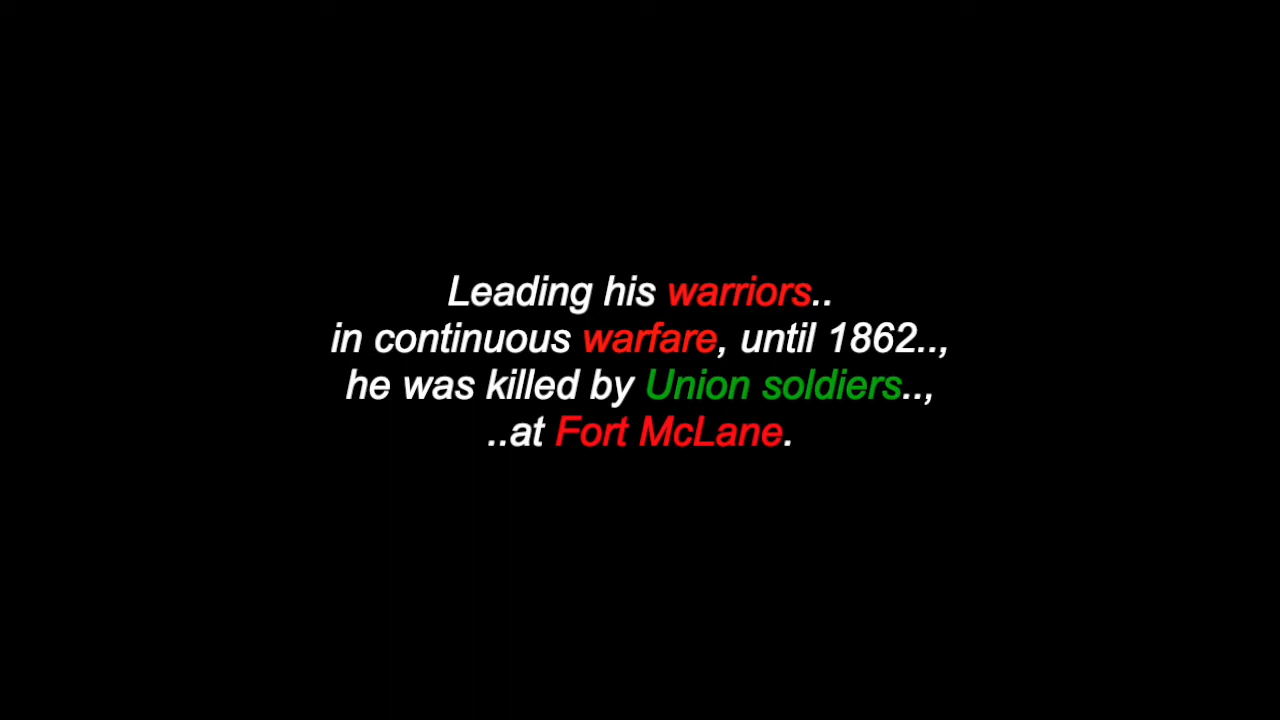 Leading his warriors..
in continuous warfare, until 1862..,
he was killed by Union soldiers..,
..at Fort McLane.